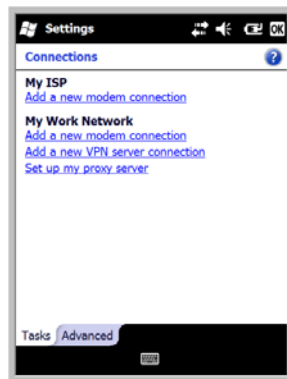 Settings
OK
Connections
?
My ISP
Add a new modem connection
My Work Network
Add a new modem connection
Add a new VPN server connection
Set up my proxy server
Tasks Advanced